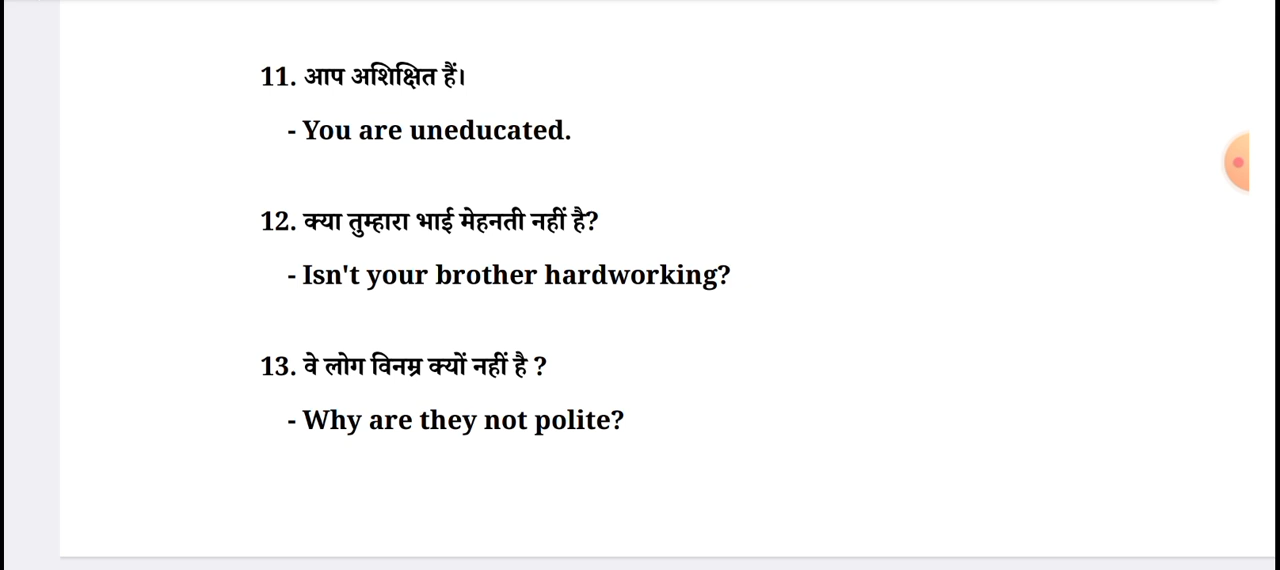 11. आप अशिक्षित हैं।
- You are uneducated.
12. क्या तुम्हारा भाई मेहनती नहीं है?
- Isn't your brother hardworking?
13. वे लोग विनम्र क्यों नहीं है ?
- Why are they not polite?